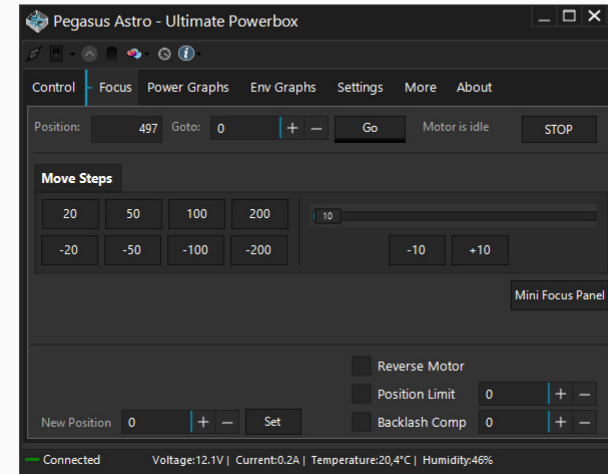 Pegasus Astro - Ultimate Powerbox
Control Focus Power Graphs Env Graphs Settings More About
Position: 497 Goto: 0 + − Go Motor is idle STOP
Move Steps
20 50 100 200 10
-20 -50 -100 -200 -10 +10
Mini Focus Panel
Reverse Motor
Position Limit 0 + −
New Position 0 + − Set Backlash Comp 0 + −
Connected Voltage:12.1V | Current:0.2A | Temperature:20,4°C | Humidity:46%